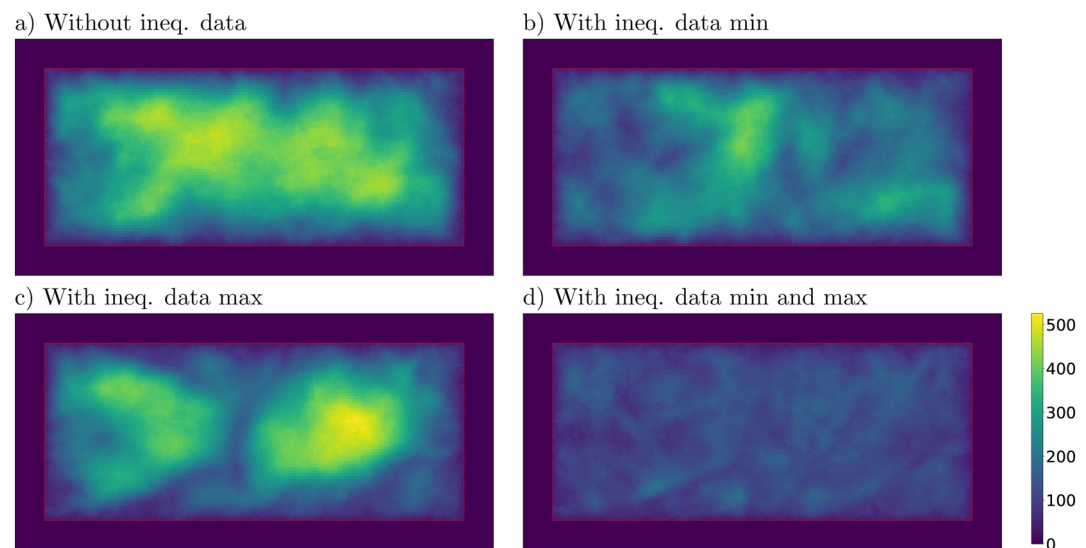 a) Without ineq. data
b) With ineq. data min
c) With ineq. data max
d) With ineq. data min and max
500
400
300
200
100
0